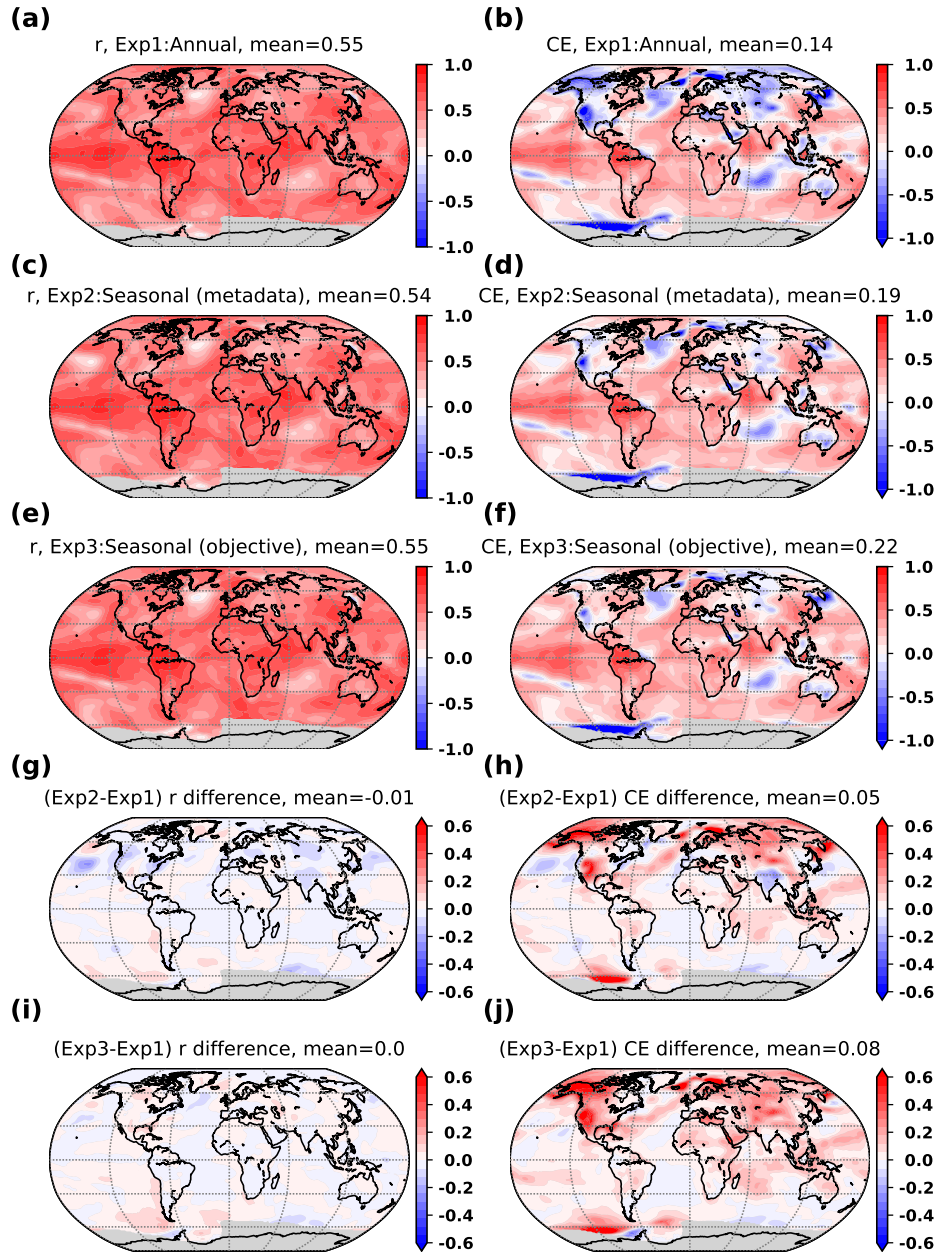 (a)
(b)
r, Exp1:Annual, mean=0.55
CE, Exp1:Annual, mean=0.14
1.0
0.5
0.0
-0.5
-1.0
1.0
0.5
0.0
-0.5
-1.0
(c)
(d)
r, Exp2:Seasonal (metadata), mean=0.54
CE, Exp2:Seasonal (metadata), mean=0.19
1.0
0.5
0.0
-0.5
-1.0
1.0
0.5
0.0
-0.5
-1.0
(e)
(f)
r, Exp3:Seasonal (objective), mean=0.55
CE, Exp3:Seasonal (objective), mean=0.22
1.0
0.5
0.0
-0.5
-1.0
1.0
0.5
0.0
-0.5
-1.0
(g)
(h)
(Exp2-Exp1) r difference, mean=-0.01
(Exp2-Exp1) CE difference, mean=0.05
0.6
0.4
0.2
0.0
-0.2
-0.4
-0.6
0.6
0.4
0.2
0.0
-0.2
-0.4
-0.6
(i)
(j)
(Exp3-Exp1) r difference, mean=0.0
(Exp3-Exp1) CE difference, mean=0.08
0.6
0.4
0.2
0.0
-0.2
-0.4
-0.6
0.6
0.4
0.2
0.0
-0.2
-0.4
-0.6